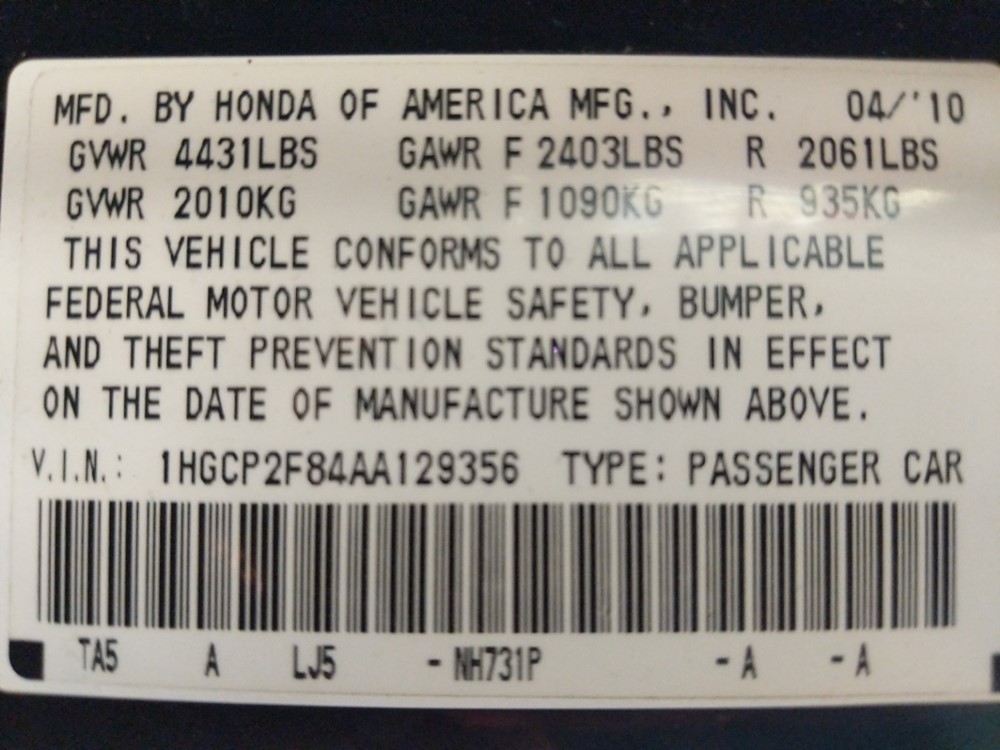 MFD. BY HONDA OF AMERICA MFG., INC. 04/'10
GVWR 4431LBS GAWR F 2403LBS R 2061LBS
GVWR 2010KG GAWR F 1090KG R 935KG
THIS VEHICLE CONFORMS TO ALL APPLICABLE
FEDERAL MOTOR VEHICLE SAFETY, BUMPER,
AND THEFT PREVENTION STANDARDS IN EFFECT
ON THE DATE OF MANUFACTURE SHOWN ABOVE.
V.I.N.: 1HGCP2F84AA129356 TYPE: PASSENGER CAR
TA5 A LJ5 - NH731P - A - A